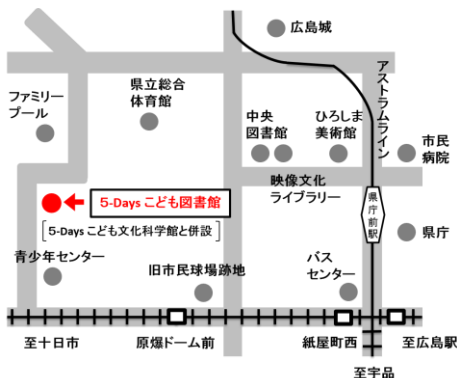 広島城
アストラムライン
県立総合
体育館
ファミリー
プール
中央
図書館
ひろしま
美術館
市民
病院
映像文化
ライブラリー
5-Days こども図書館
5-Days こども文化科学館と併設
県庁前駅
県庁
青少年センター
旧市民球場跡地
バス
センター
至十日市
原爆ドーム前
紙屋町西
至広島駅
至宇品